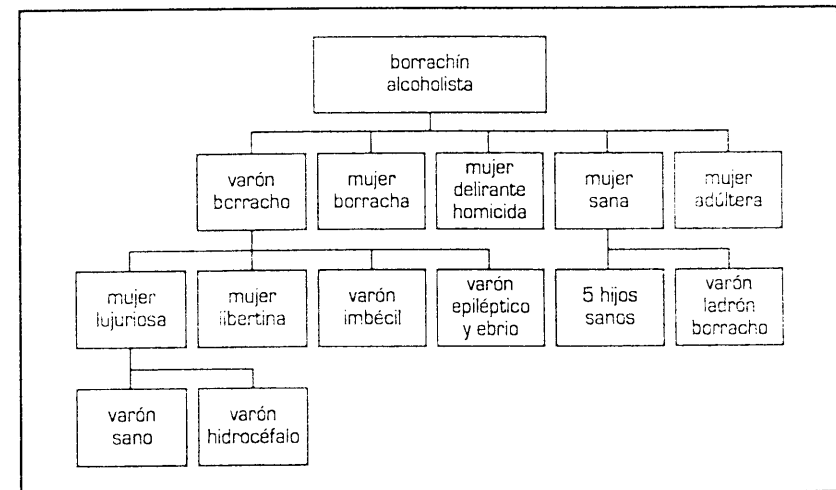 borrachín
alcoholista
varón
borracho
mujer
borracha
mujer
delirante
homicida
mujer
sana
mujer
adúltera
mujer
lujuriosa
mujer
libertina
varón
imbécil
varón
epiléptico
y ebrio
5 hijos
sanos
varón
ladrón
borracho
varón
sano
varón
hidrocéfalo